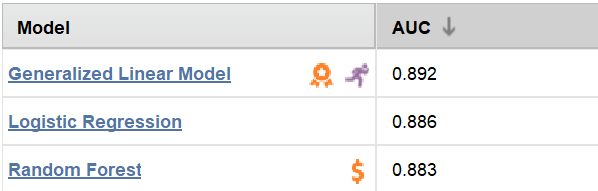 Model AUC
Generalized Linear Model 0.892
Logistic Regression 0.886
Random Forest $ 0.883